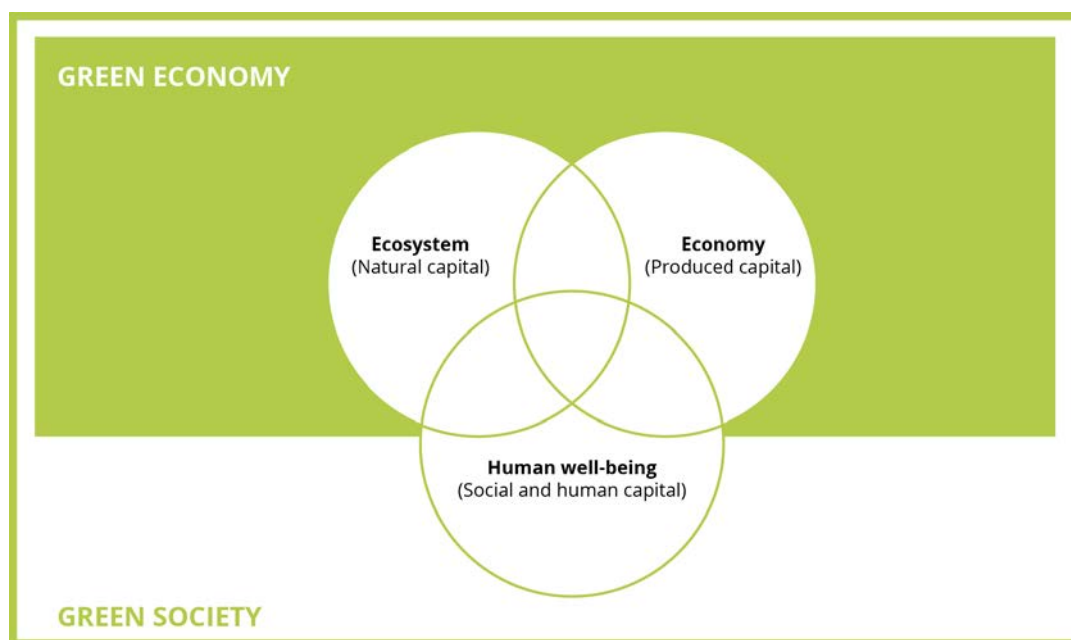 GREEN ECONOMY
Ecosystem
(Natural capital)
Economy
(Produced capital)
Human well-being
(Social and human capital)
GREEN SOCIETY